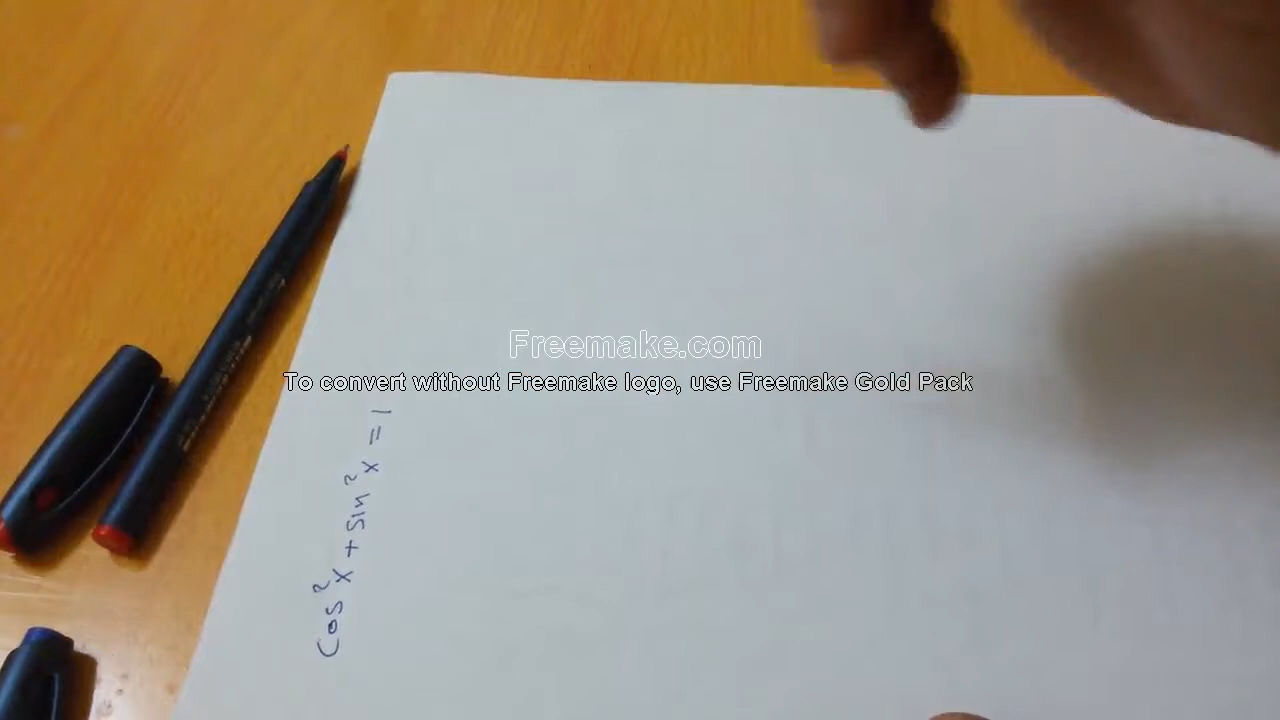 Freemake.com
To convert without Freemake logo, use Freemake Gold Pack
Cos²x + sin²x = 1